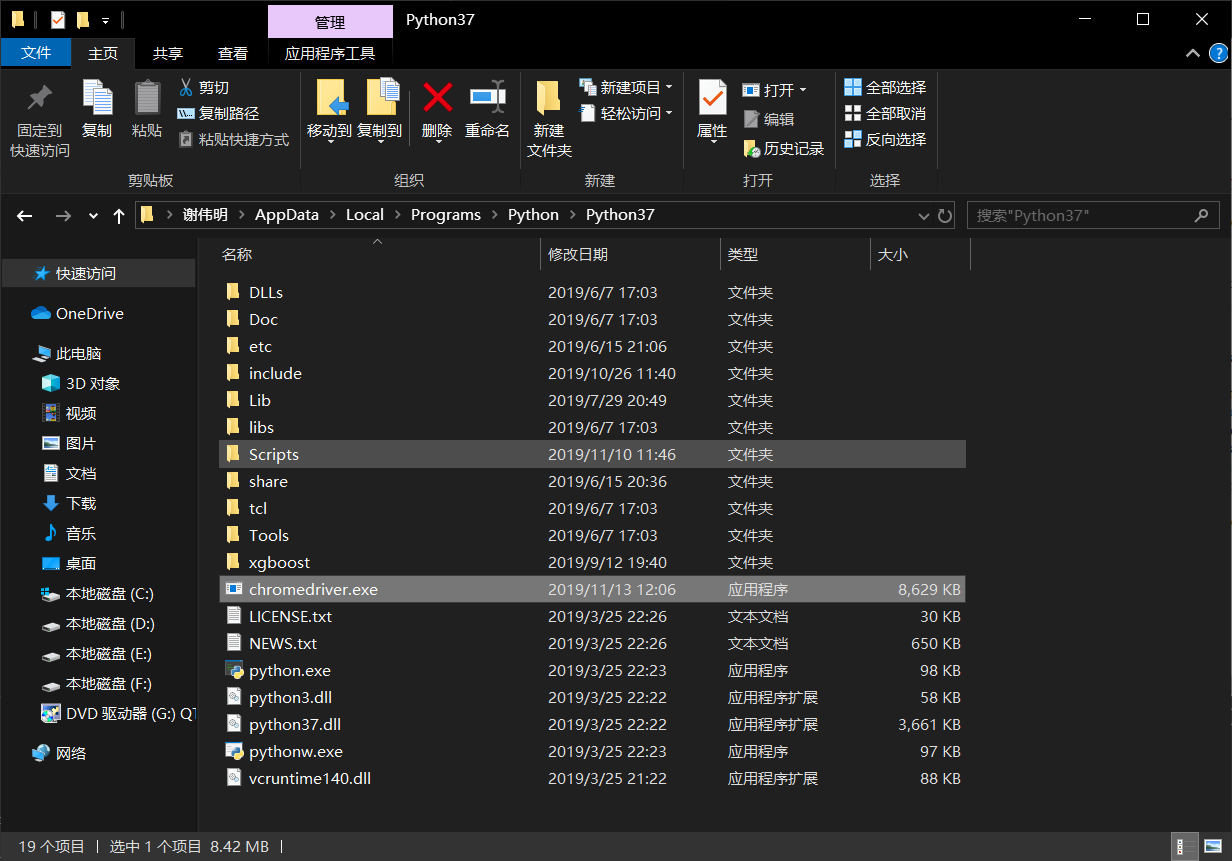 管理
Python37
文件
主页
共享
查看
应用程序工具
固定到
快速访问
复制
粘贴
剪切
复制路径
粘贴快捷方式
剪贴板
移动到
复制到
删除
重命名
组织
新建
文件夹
新建项目
轻松访问
新建
属性
打开
编辑
历史记录
打开
全部选择
全部取消
反向选择
选择
谢伟明 AppData Local Programs Python Python37
搜索"Python37"
快速访问
OneDrive
此电脑
3D 对象
视频
图片
文档
下载
音乐
桌面
本地磁盘 (C:)
本地磁盘 (D:)
本地磁盘 (E:)
本地磁盘 (F:)
DVD 驱动器 (G:) QT
网络
名称 修改日期 类型 大小
DLLs 2019/6/7 17:03 文件夹
Doc 2019/6/7 17:03 文件夹
etc 2019/6/15 21:06 文件夹
include 2019/10/26 11:40 文件夹
Lib 2019/7/29 20:49 文件夹
libs 2019/6/7 17:03 文件夹
Scripts 2019/11/10 11:46 文件夹
share 2019/6/15 20:36 文件夹
tcl 2019/6/7 17:03 文件夹
Tools 2019/6/7 17:03 文件夹
xgboost 2019/9/12 19:40 文件夹
chromedriver.exe 2019/11/13 12:06 应用程序 8,629 KB
LICENSE.txt 2019/3/25 22:26 文本文档 30 KB
NEWS.txt 2019/3/25 22:26 文本文档 650 KB
python.exe 2019/3/25 22:23 应用程序 98 KB
python3.dll 2019/3/25 22:22 应用程序扩展 58 KB
python37.dll 2019/3/25 22:22 应用程序扩展 3,661 KB
pythonw.exe 2019/3/25 22:23 应用程序 97 KB
vcruntime140.dll 2019/3/25 21:22 应用程序扩展 88 KB
19 个项目 选中 1 个项目 8.42 MB